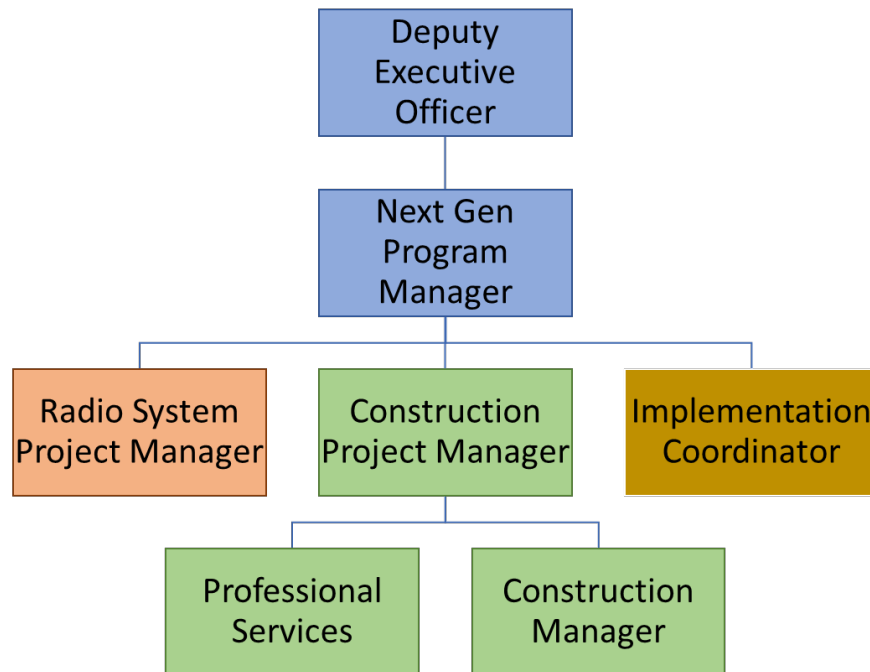 Deputy
Executive
Officer
Next Gen
Program
Manager
Radio System
Project Manager
Construction
Project Manager
Implementation
Coordinator
Professional
Services
Construction
Manager